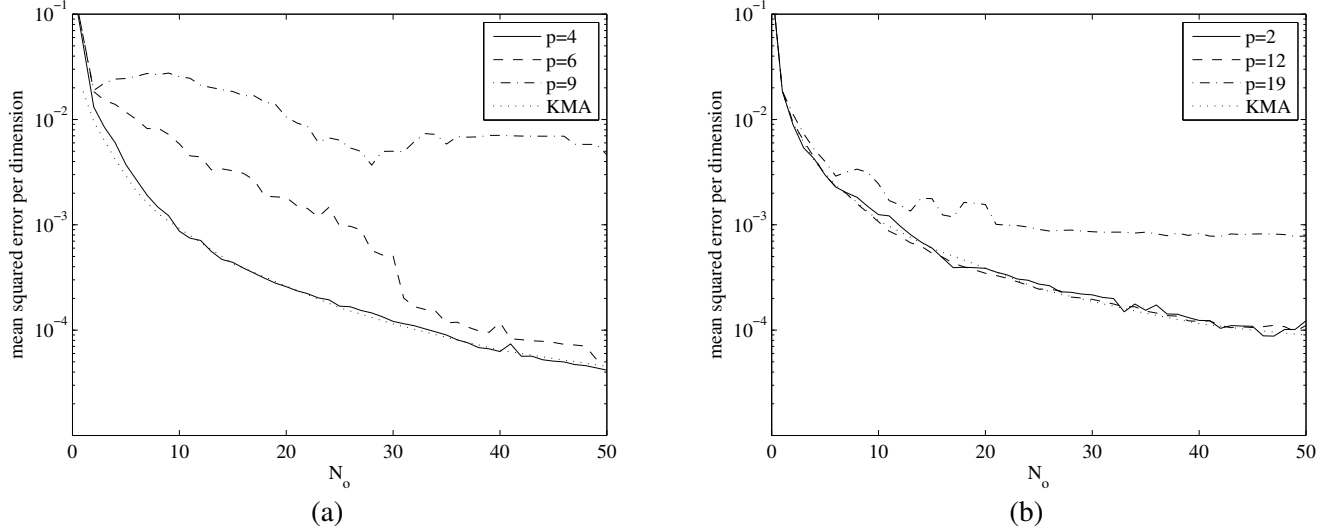 mean squared error per dimension
10^-1
10^-2
10^-3
10^-4
0 10 20 30 40 50
N_o
p=4
p=6
p=9
KMA
(a)
mean squared error per dimension
10^-1
10^-2
10^-3
10^-4
0 10 20 30 40 50
N_o
p=2
p=12
p=19
KMA
(b)